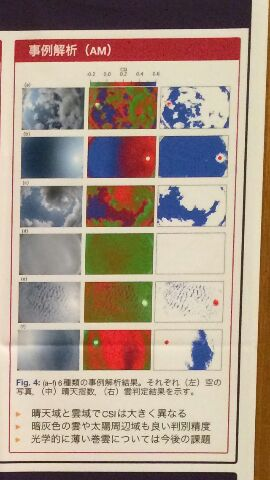 事例解析（AM）
CSI
-0.2 0.0 0.2 0.4 0.6
(a)
(b)
(c)
(d)
(e)
(f)
Fig. 4: (a-f) 6種類の事例解析結果。それぞれ（左）空の
写真,（中）晴天指数,（右）雲判定結果を示す。
晴天域と雲域でCSIは大きく異なる
暗灰色の雲や太陽周辺域も良い判別精度
光学的に薄い巻雲については今後の課題